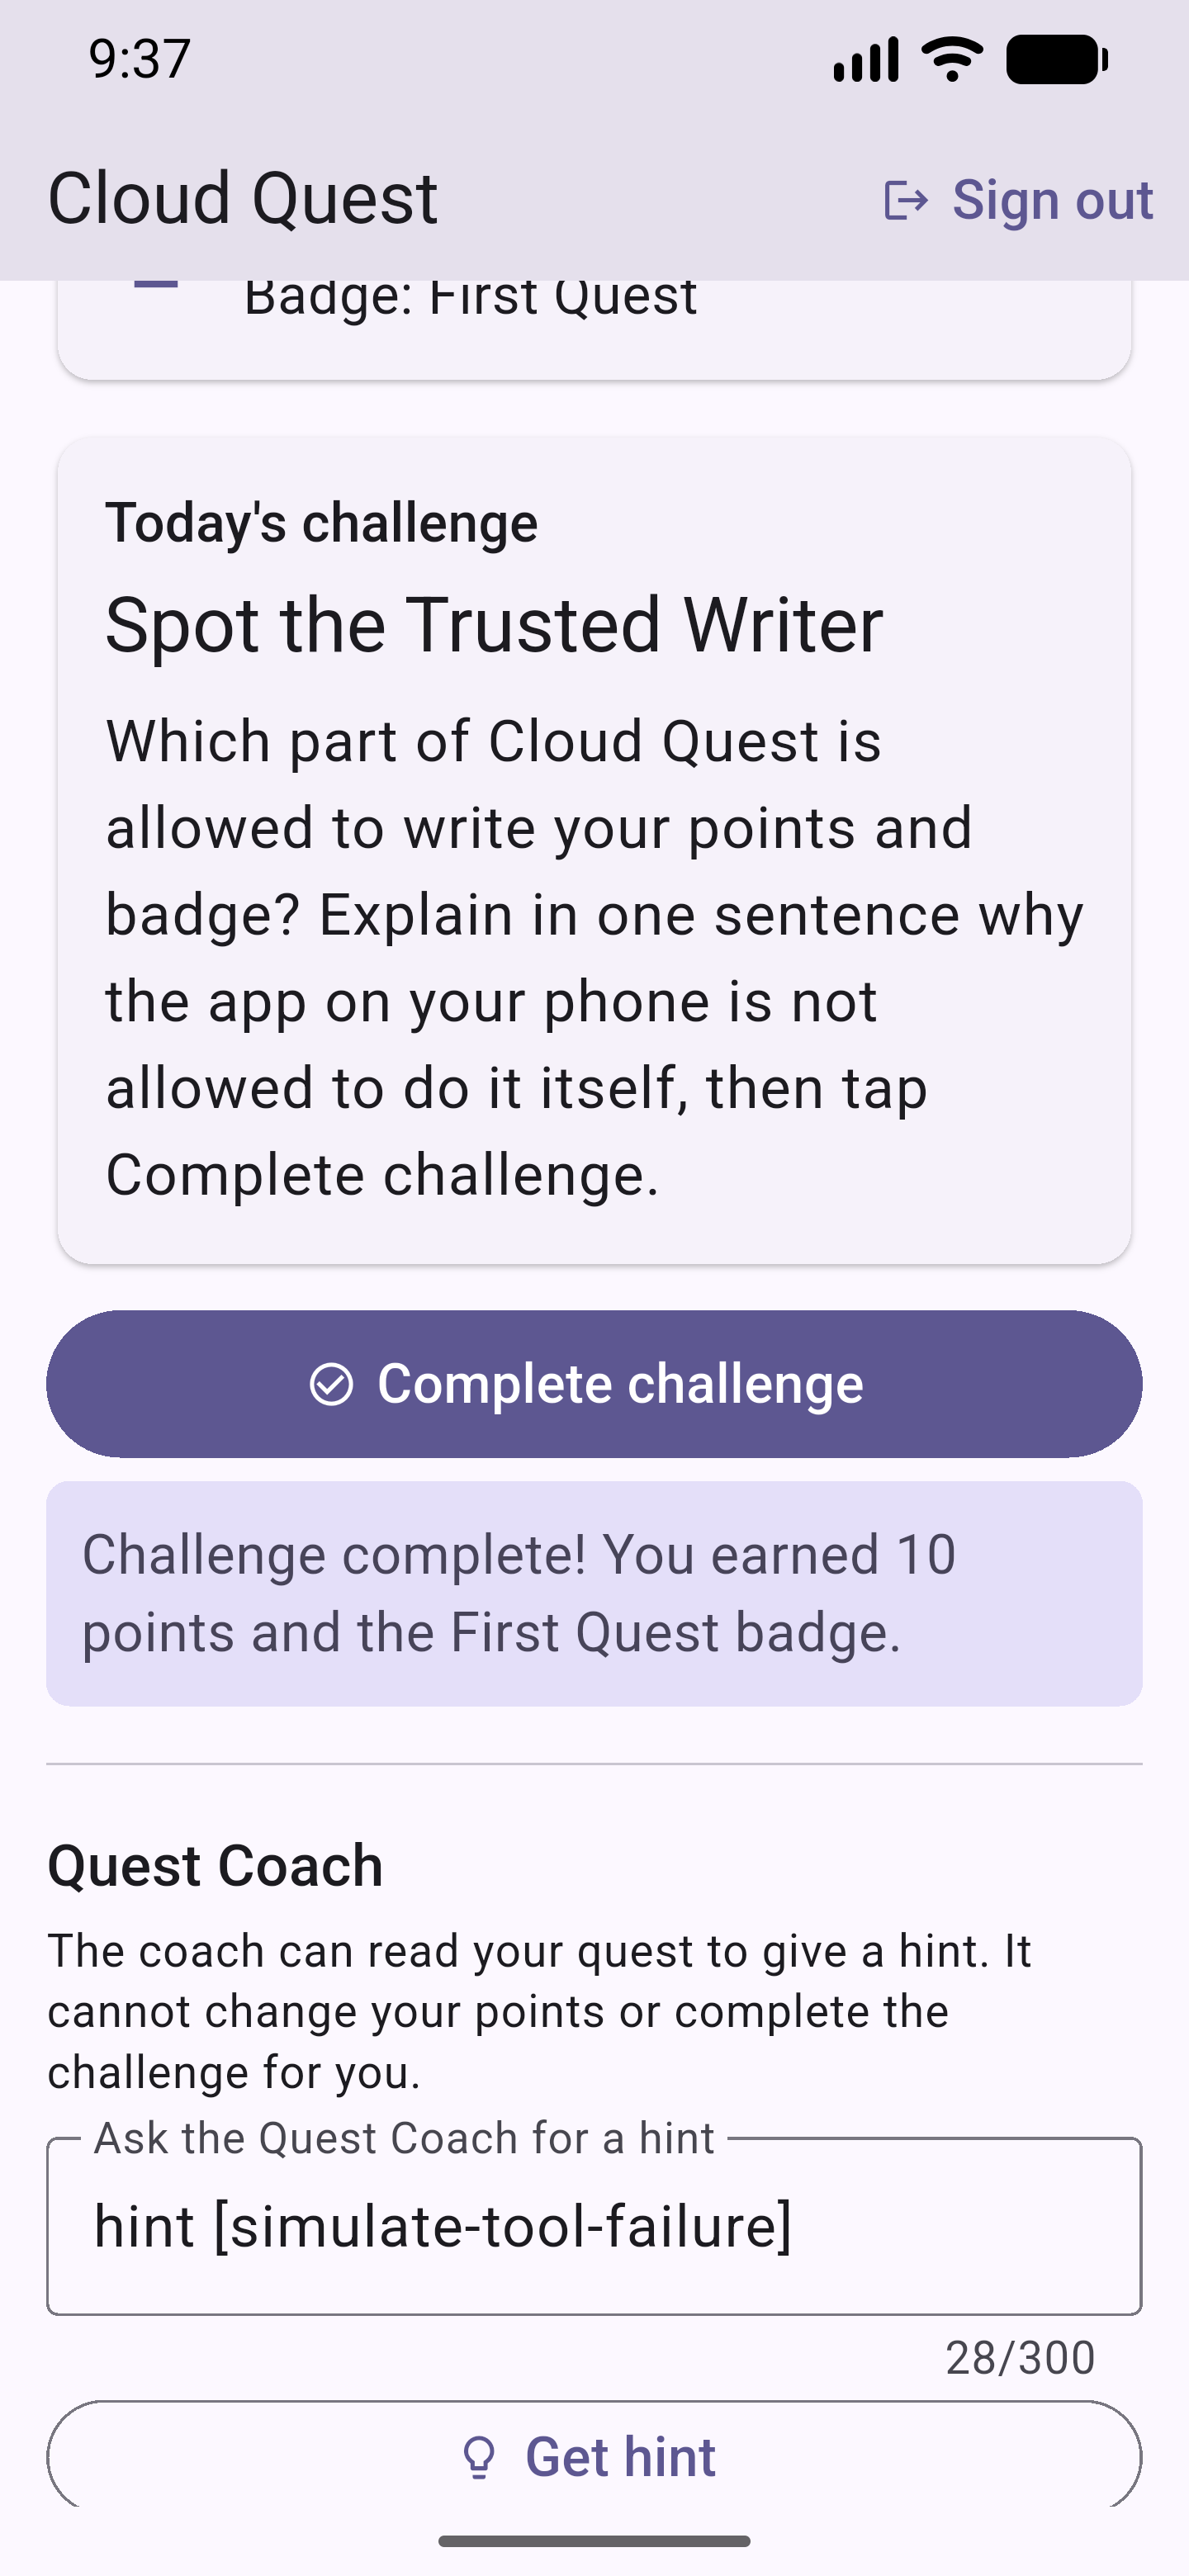 9:37
Cloud Quest
Sign out
Badge: First Quest
Today's challenge
Spot the Trusted Writer
Which part of Cloud Quest is
allowed to write your points and
badge? Explain in one sentence why
the app on your phone is not
allowed to do it itself, then tap
Complete challenge.
Complete challenge
Challenge complete! You earned 10
points and the First Quest badge.
Quest Coach
The coach can read your quest to give a hint. It
cannot change your points or complete the
challenge for you.
Ask the Quest Coach for a hint
hint [simulate-tool-failure]
28/300
Get hint